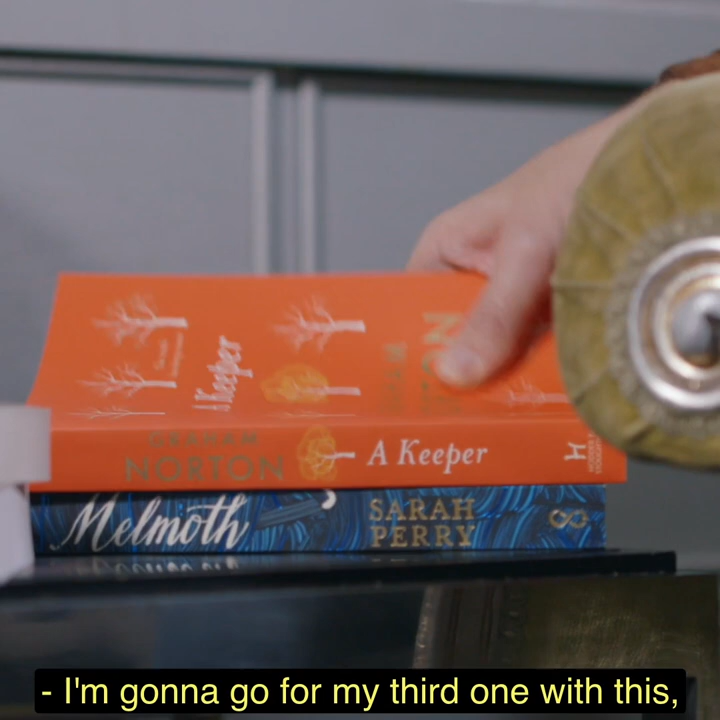 A Keeper
GRAHAM
NORTON
A Keeper
Melmoth
SARAH
PERRY
- I'm gonna go for my third one with this,